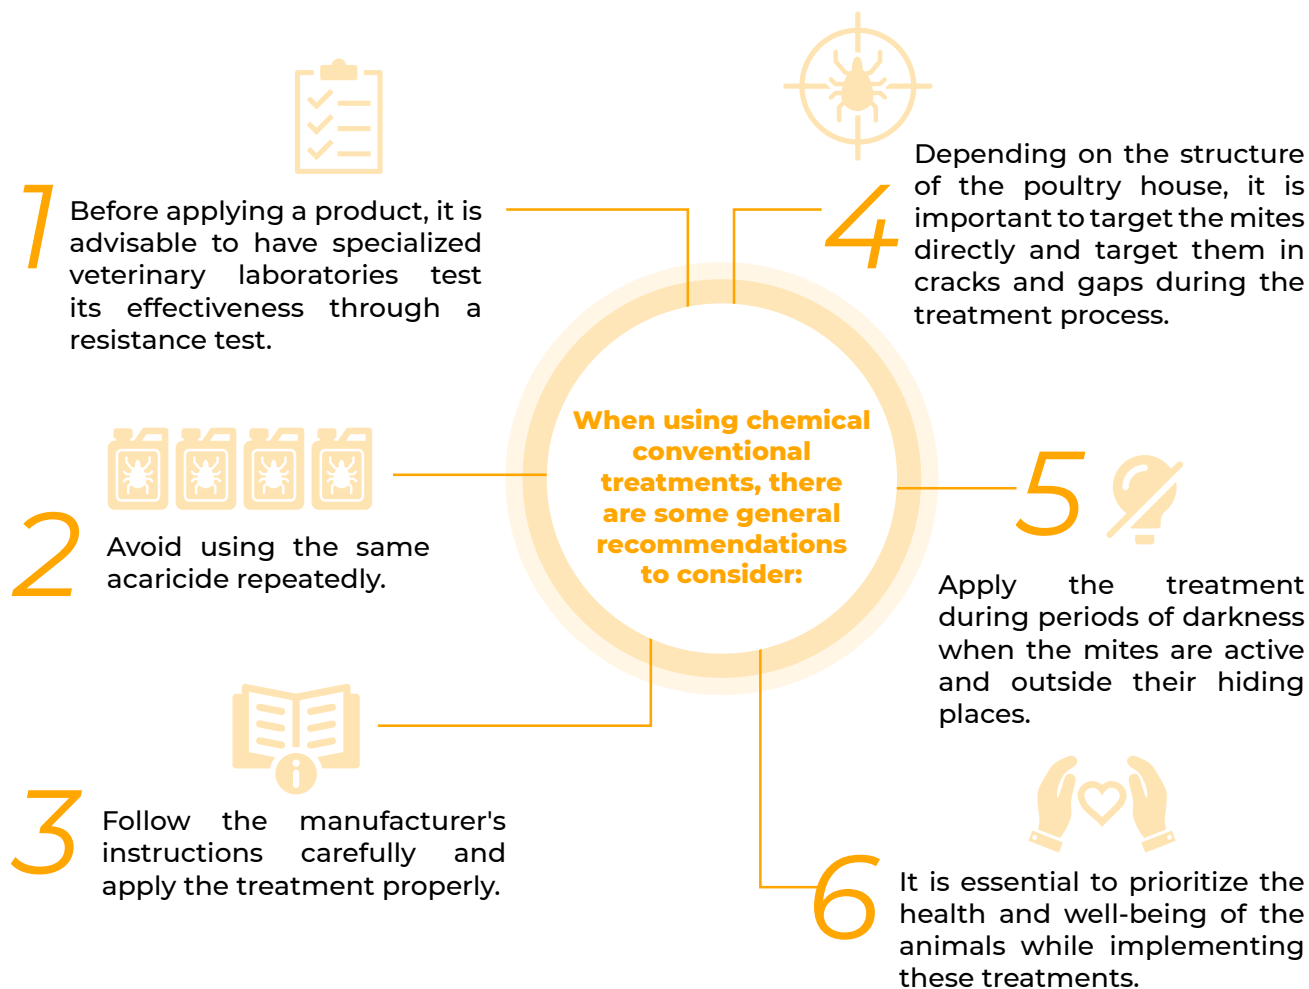 When using chemical
conventional
treatments, there
are some general
recommendations
to consider:
1
Before applying a product, it is
advisable to have specialized
veterinary laboratories test
its effectiveness through a
resistance test.
2
Avoid using the same
acaricide repeatedly.
3
Follow the manufacturer's
instructions carefully and
apply the treatment properly.
4
Depending on the structure
of the poultry house, it is
important to target the mites
directly and target them in
cracks and gaps during the
treatment process.
5
Apply the treatment
during periods of darkness
when the mites are active
and outside their hiding
places.
6
It is essential to prioritize the
health and well-being of the
animals while implementing
these treatments.